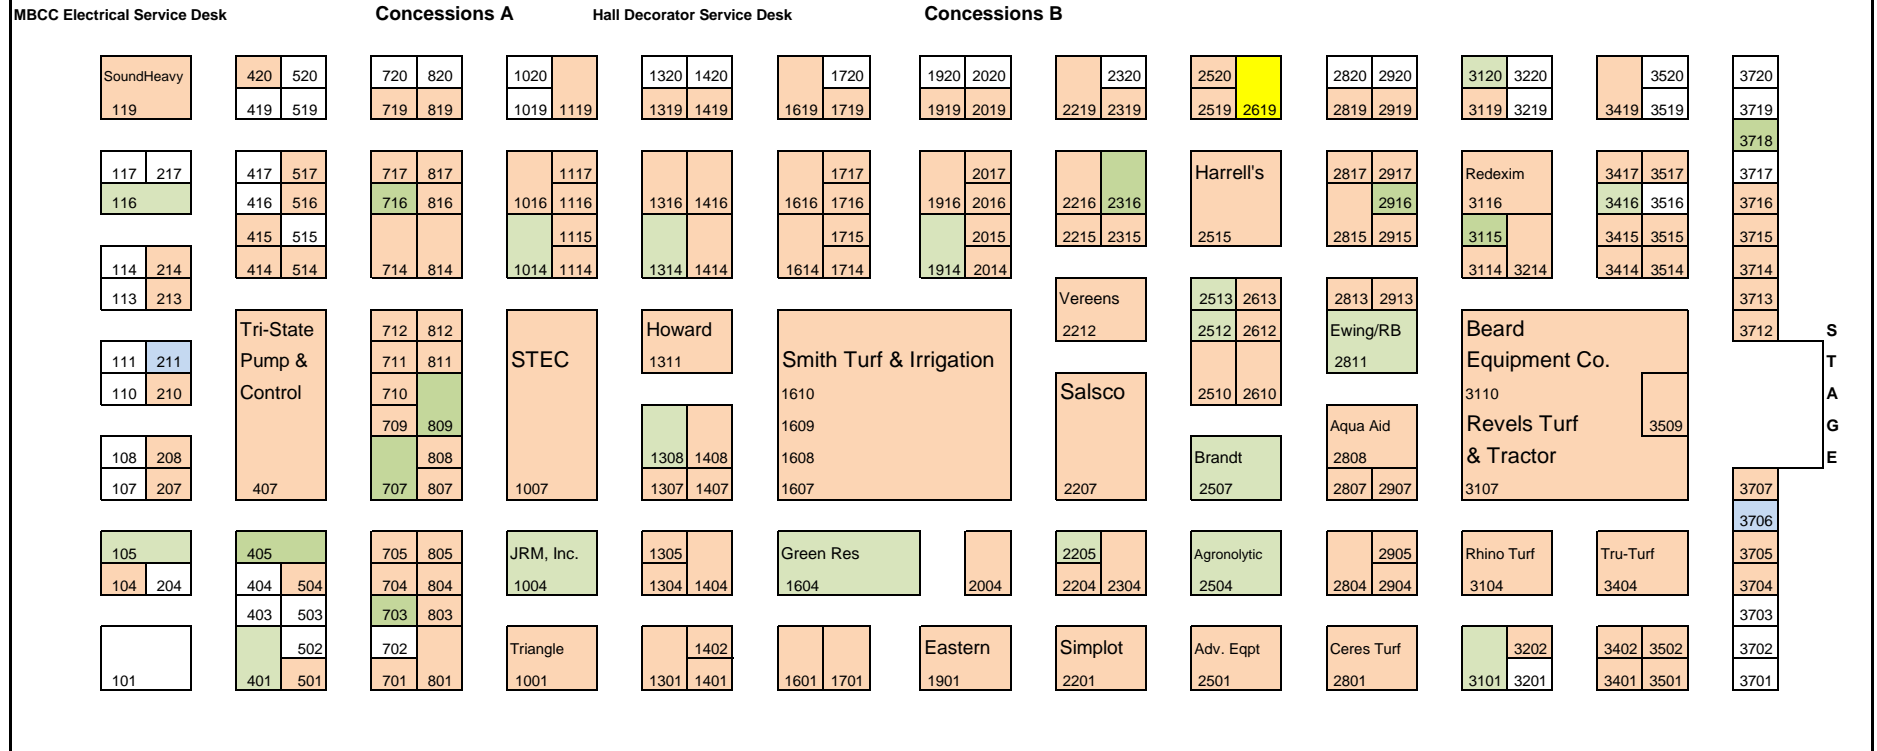 MBCC Electrical Service Desk Concessions A Hall Decorator Service Desk Concessions B
SoundHeavy 420 520 720 820 1020 1320 1420 1720 1920 2020 2320 2520 2820 2920 3120 3220 3520 3720
119 419 519 719 819 1019 1119 1319 1419 1619 1719 1919 2019 2219 2319 2519 2619 2819 2919 3119 3219 3419 3519 3719
3718
117 217 417 517 717 817 1117 1717 2017 Harrell's 2817 2917 Redexim 3417 3517 3717
116 416 516 716 816 1016 1116 1316 1416 1616 1716 1916 2016 2216 2316 2916 3116 3416 3516 3716
415 515 1115 1715 2015 2215 2315 2515 2815 2915 3115 3415 3515 3715
114 214 414 514 714 814 1014 1114 1314 1414 1614 1714 1914 2014 3114 3214 3414 3514 3714
113 213 Vereens 2513 2613 2813 2913 3713
Tri-State 712 812 Howard 2212 2512 2612 Ewing/RB Beard 3712 S
111 211 Pump & 711 811 STEC 1311 Smith Turf & Irrigation 2811 Equipment Co. T
110 210 Control 710 1610 Salsco 2510 2610 3110 A
709 809 1609 Aqua Aid Revels Turf 3509 G
108 208 808 1308 1408 1608 Brandt 2808 & Tractor E
107 207 407 707 807 1007 1307 1407 1607 2207 2507 2807 2907 3107 3707
3706
105 405 705 805 JRM, Inc. 1305 Green Res 2205 Agronolytic 2905 Rhino Turf Tru-Turf 3705
104 204 404 504 704 804 1004 1304 1404 1604 2004 2204 2304 2504 2804 2904 3104 3404 3704
403 503 703 803 3703
502 702 Triangle 1402 Eastern Simplot Adv. Eqpt Ceres Turf 3202 3402 3502 3702
101 401 501 701 801 1001 1301 1401 1601 1701 1901 2201 2501 2801 3101 3201 3401 3501 3701